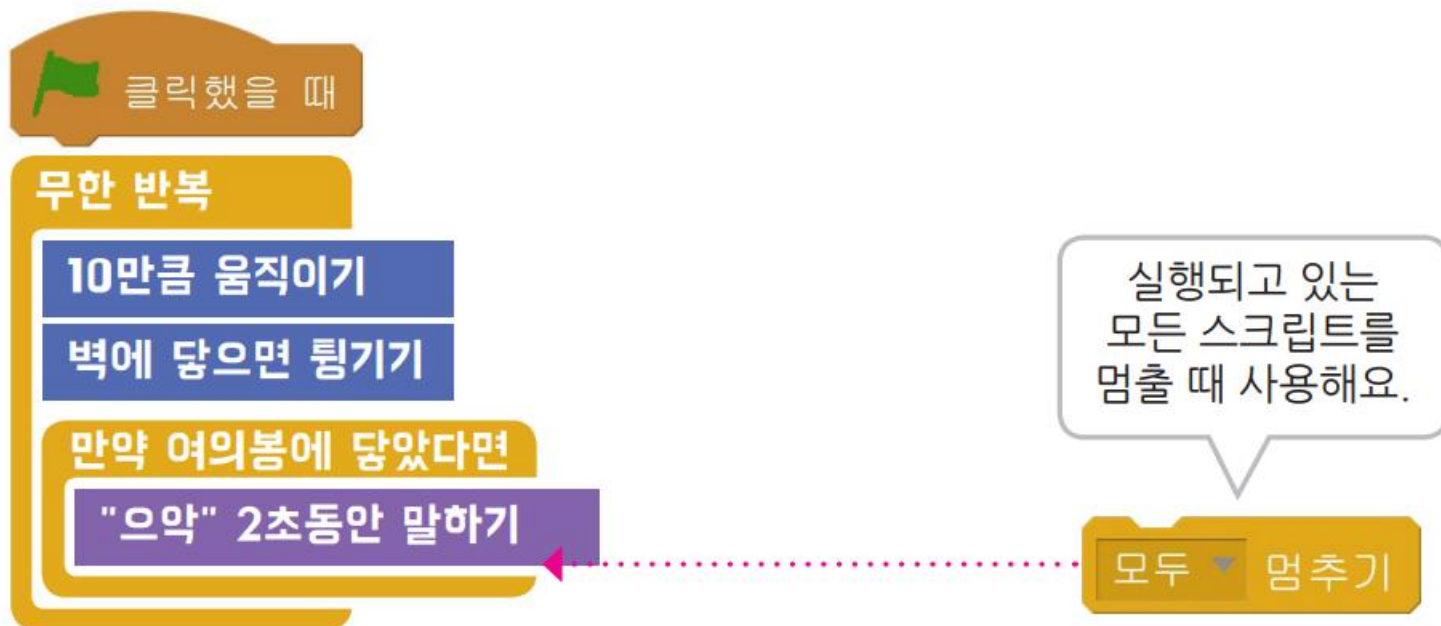 클릭했을 때
무한 반복
10만큼 움직이기
벽에 닿으면 튕기기
만약 여의봉에 닿았다면
"으악" 2초동안 말하기
실행되고 있는
모든 스크립트를
멈출 때 사용해요.
모두 멈추기